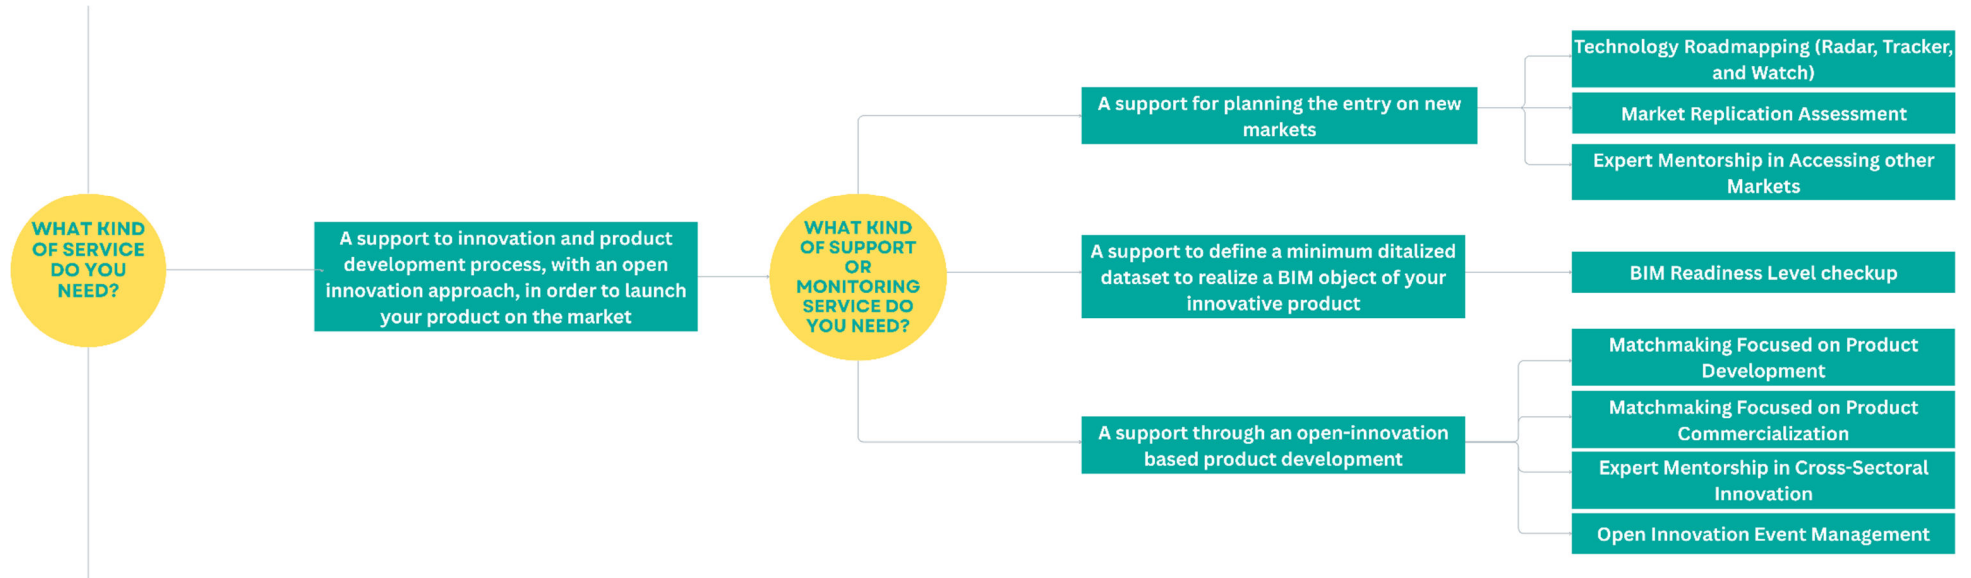 WHAT KIND
OF SERVICE
DO YOU
NEED?
A support to innovation and product
development process, with an open
innovation approach, in order to launch
your product on the market
WHAT KIND
OF SUPPORT
OR
MONITORING
SERVICE DO
YOU NEED?
A support for planning the entry on new
markets
Technology Roadmapping (Radar, Tracker,
and Watch)
Market Replication Assessment
Expert Mentorship in Accessing other
Markets
A support to define a minimum ditalized
dataset to realize a BIM object of your
innovative product
BIM Readiness Level checkup
A support through an open-innovation
based product development
Matchmaking Focused on Product
Development
Matchmaking Focused on Product
Commercialization
Expert Mentorship in Cross-Sectoral
Innovation
Open Innovation Event Management